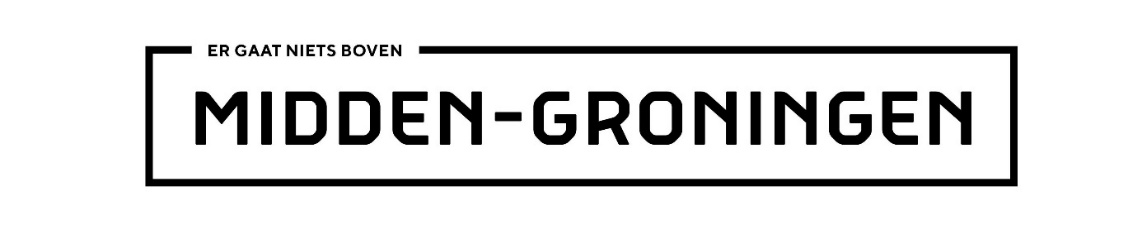 ER GAAT NIETS BOVEN
MIDDEN-GRONINGEN